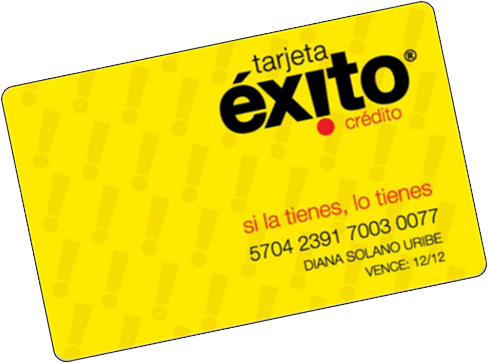 tarjeta
éxito®
crédito
si la tienes, lo tienes
5704 2391 7003 0077
DIANA SOLANO URIBE
VENCE: 12/12